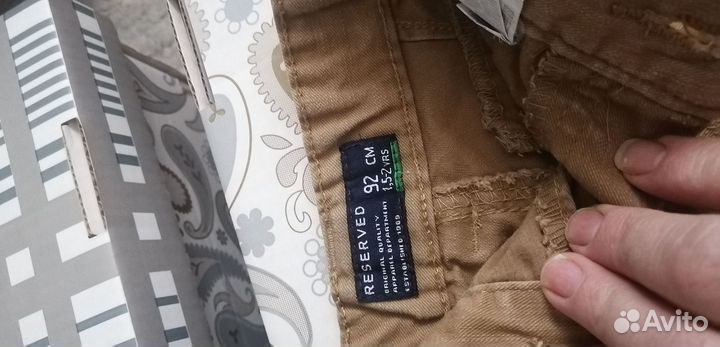 RESERVED
92 CM
1,5-2 YRS
ORIGINAL QUALITY
APPAREL DEPARTMENT
ESTABLISHED 1999
Avito